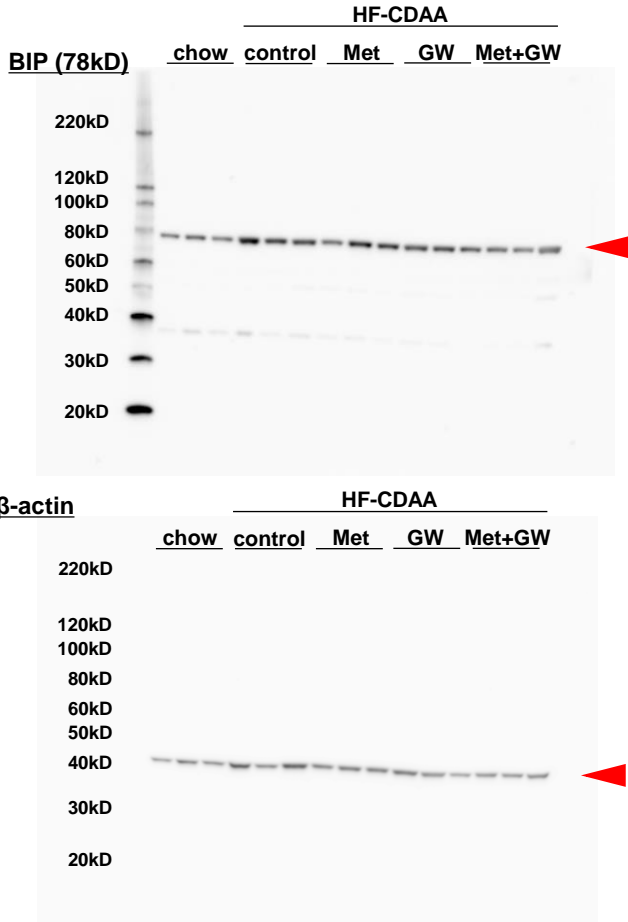 HF-CDAA
BIP (78kD) chow control Met GW Met+GW
220kD
120kD
100kD
80kD
60kD
50kD
40kD
30kD
20kD
β-actin HF-CDAA
chow control Met GW Met+GW
220kD
120kD
100kD
80kD
60kD
50kD
40kD
30kD
20kD